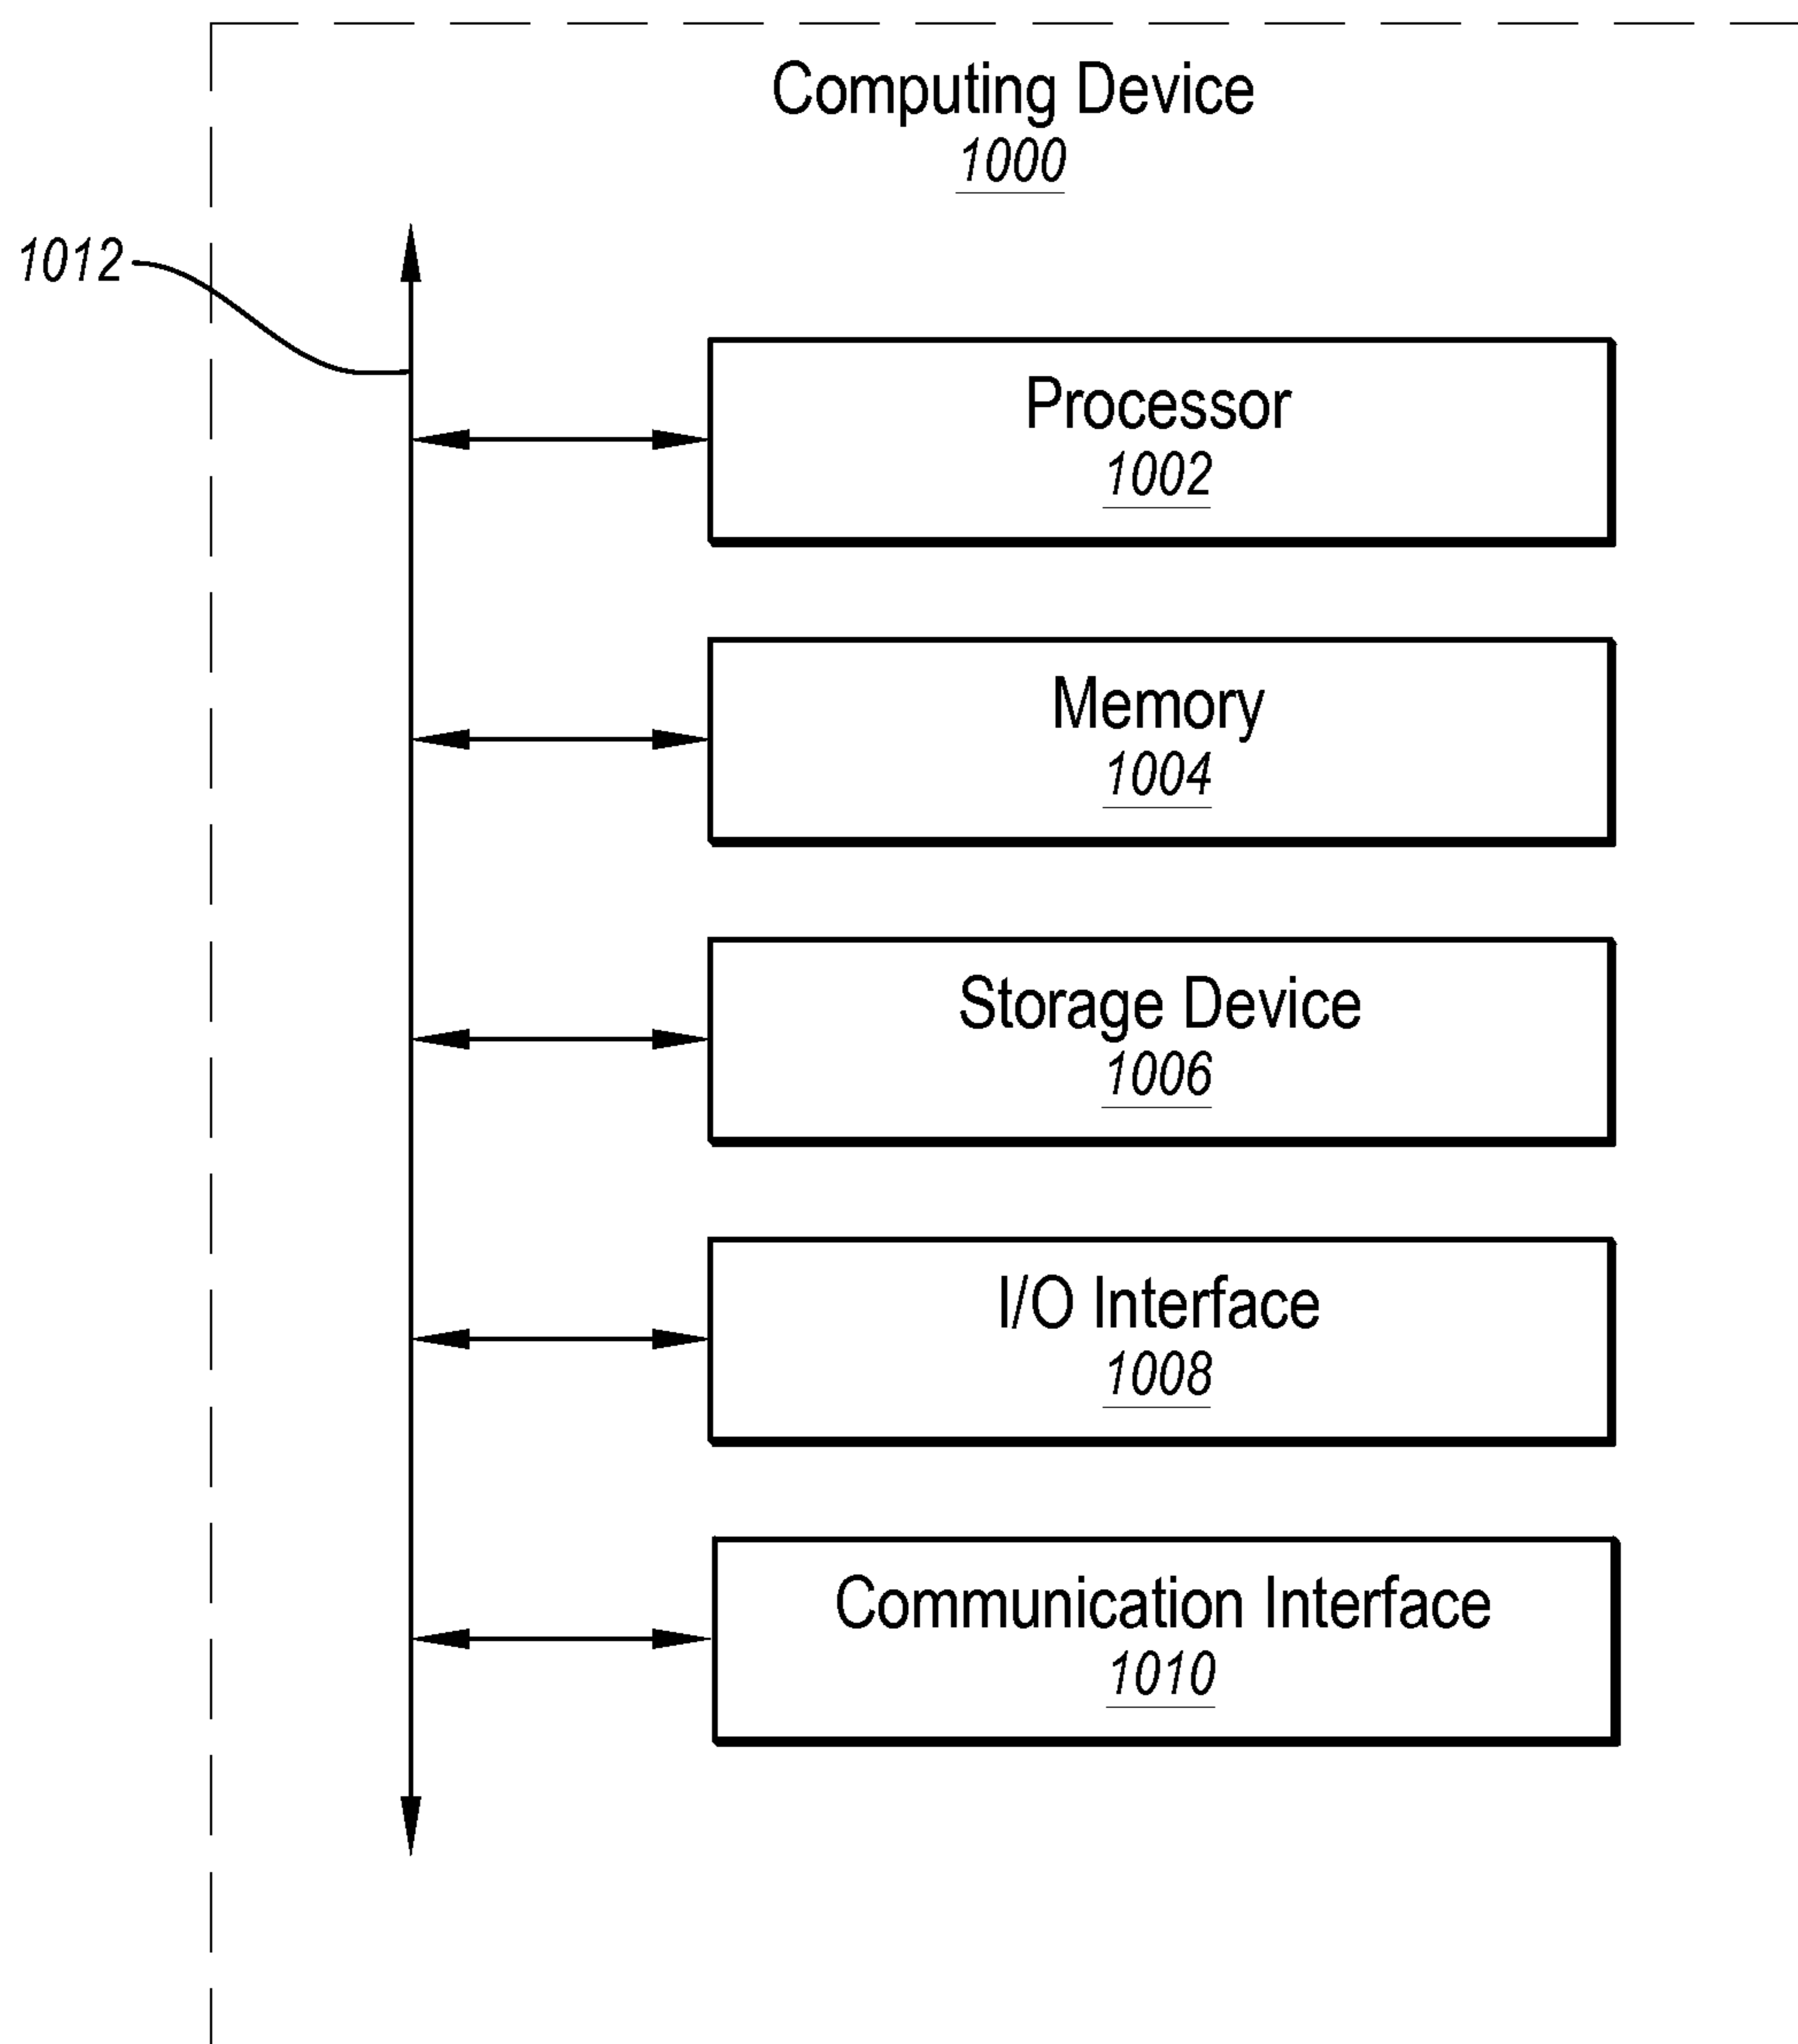 Computing Device
1000
1012
Processor
1002
Memory
1004
Storage Device
1006
I/O Interface
1008
Communication Interface
1010